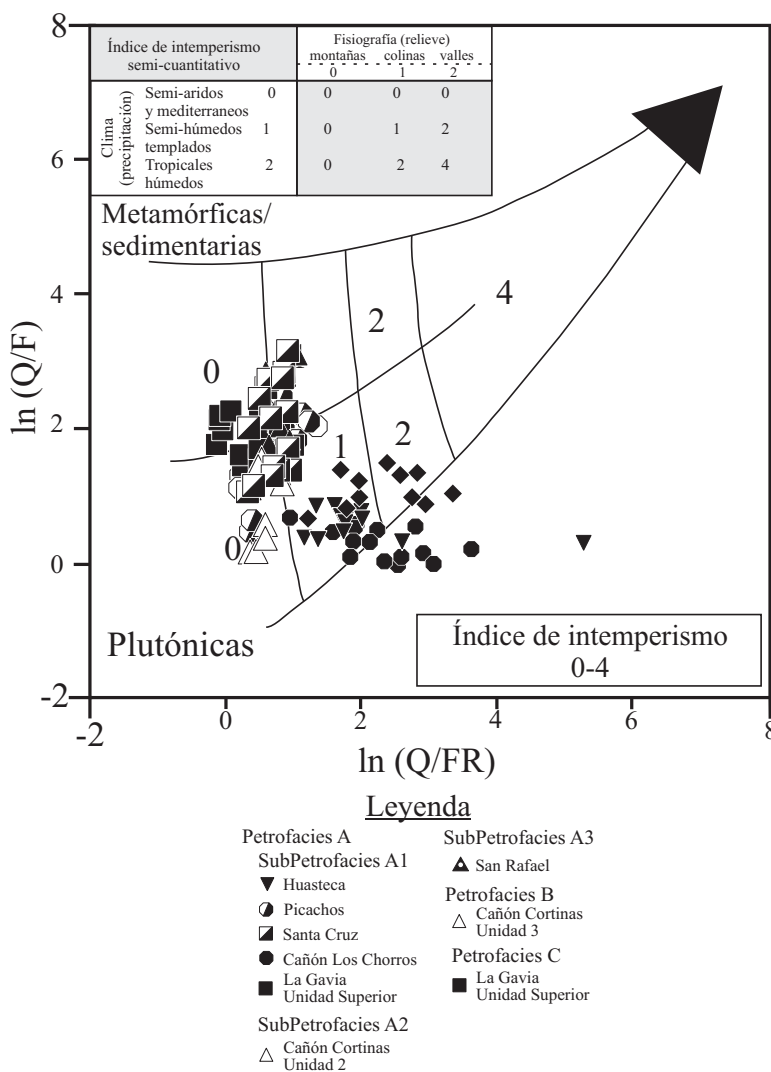 8
6
4
2
0
-2
ln (Q/F)
Índice de intemperismo
semi-cuantitativo
Fisiografía (relieve)
montañas colinas valles
0 1 2
Clima
(precipitación)
Semi-aridos 0 0 0 0
y mediterraneos
Semi-húmedos 1 0 1 2
templados
Tropicales 2 0 2 4
húmedos
Metamórficas/
sedimentarias
4
2
0
1
2
0
Plutónicas
Índice de intemperismo
0-4
-2 0 2 4 6 8
ln (Q/FR)
Leyenda
Petrofacies A
SubPetrofacies A1
Huasteca
Picachos
Santa Cruz
Cañón Los Chorros
La Gavia
Unidad Superior
SubPetrofacies A2
Cañón Cortinas
Unidad 2
SubPetrofacies A3
San Rafael
Petrofacies B
Cañón Cortinas
Unidad 3
Petrofacies C
La Gavia
Unidad Superior